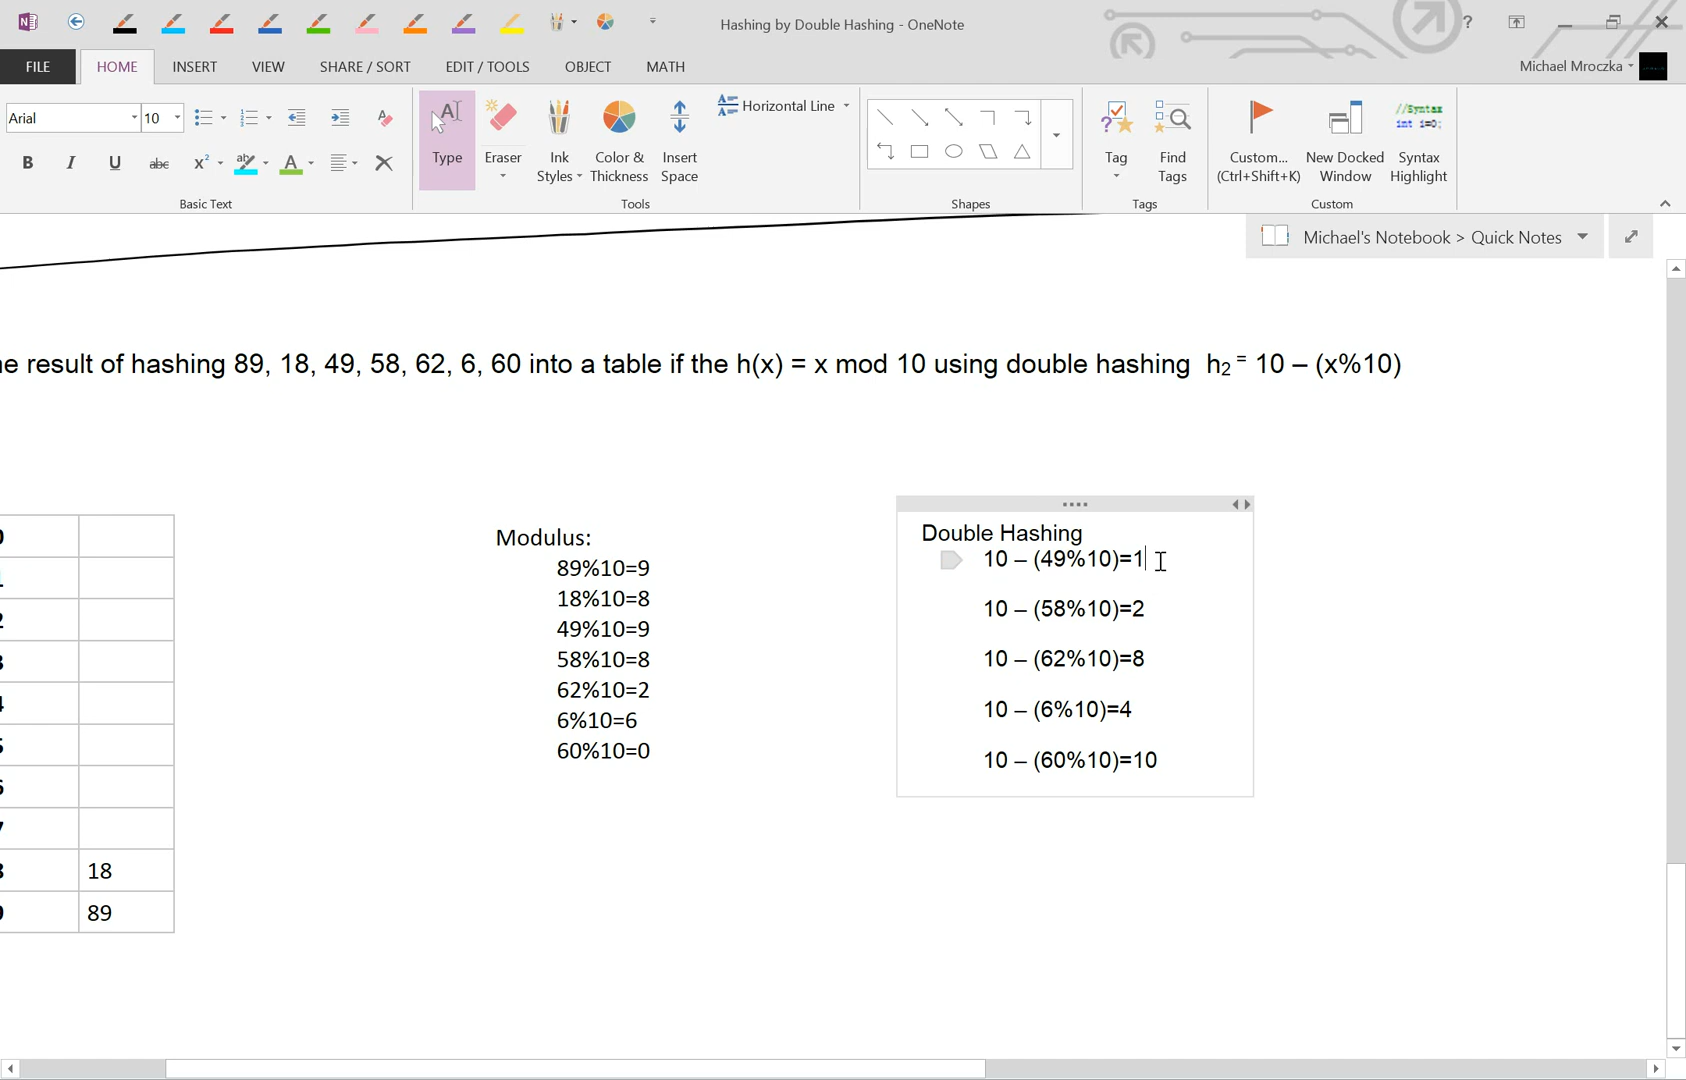 Hashing by Double Hashing - OneNote
?
FILE HOME INSERT VIEW SHARE / SORT EDIT / TOOLS OBJECT MATH
Michael Mroczka
Arial 10
B I U abc x² ab A
Basic Text
Type
Eraser
Ink Styles
Color & Thickness
Insert Space
Horizontal Line
Tools
Shapes
Tag
Find Tags
Tags
Custom... (Ctrl+Shift+K)
New Docked Window
//Syntax
int i=0;
Syntax Highlight
Custom
Michael's Notebook > Quick Notes
e result of hashing 89, 18, 49, 58, 62, 6, 60 into a table if the h(x) = x mod 10 using double hashing h2 = 10 – (x%10)
18
89
Modulus:
89%10=9
18%10=8
49%10=9
58%10=8
62%10=2
6%10=6
60%10=0
Double Hashing
10 – (49%10)=1
10 – (58%10)=2
10 – (62%10)=8
10 – (6%10)=4
10 – (60%10)=10